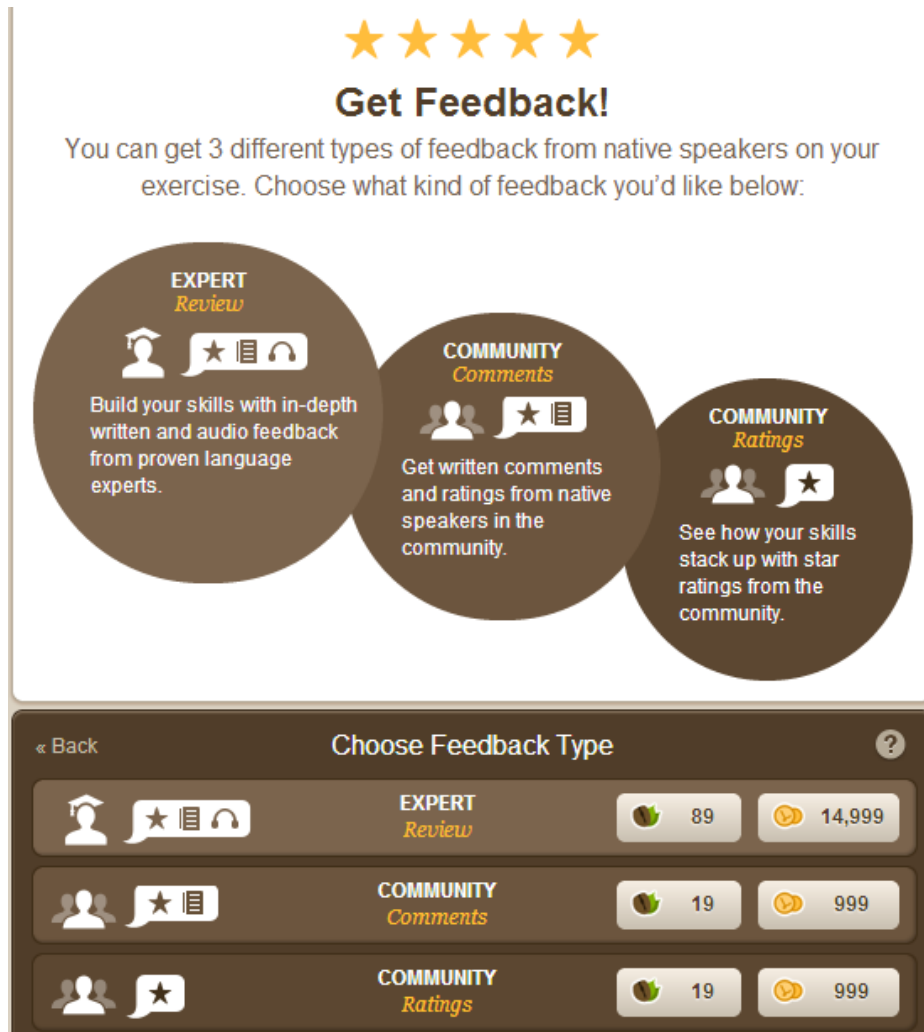 Get Feedback!
You can get 3 different types of feedback from native speakers on your
exercise. Choose what kind of feedback you’d like below:
EXPERT
Review
Build your skills with in-depth
written and audio feedback
from proven language
experts.
COMMUNITY
Comments
Get written comments
and ratings from native
speakers in the
community.
COMMUNITY
Ratings
See how your skills
stack up with star
ratings from the
community.
« Back
Choose Feedback Type
?
EXPERT
Review
89
14,999
COMMUNITY
Comments
19
999
COMMUNITY
Ratings
19
999